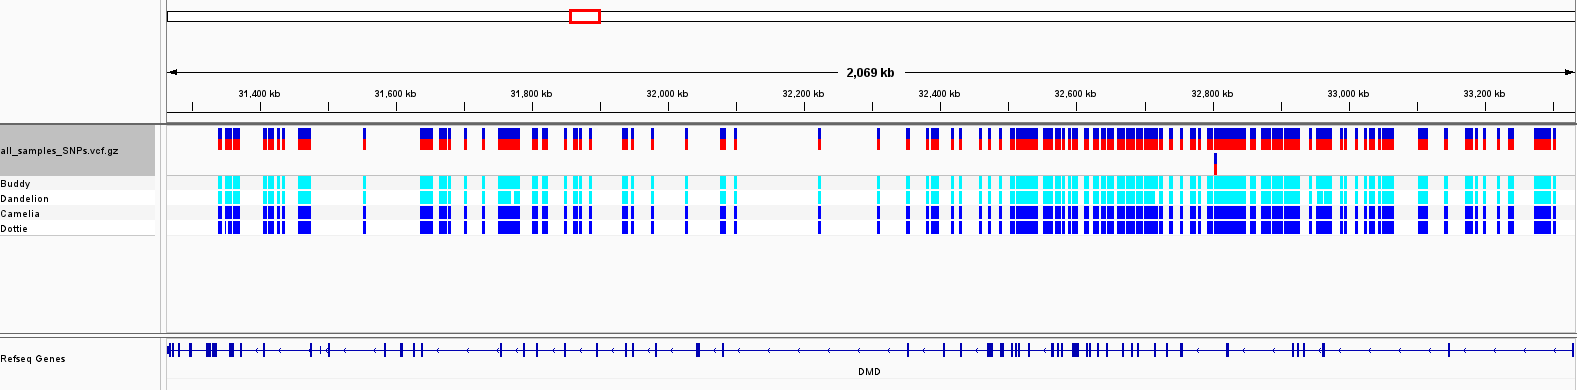 2,069 kb
31,400 kb 31,600 kb 31,800 kb 32,000 kb 32,200 kb 32,400 kb 32,600 kb 32,800 kb 33,000 kb 33,200 kb
all_samples_SNPs.vcf.gz
Buddy
Dandelion
Camelia
Dottie
Refseq Genes
DMD